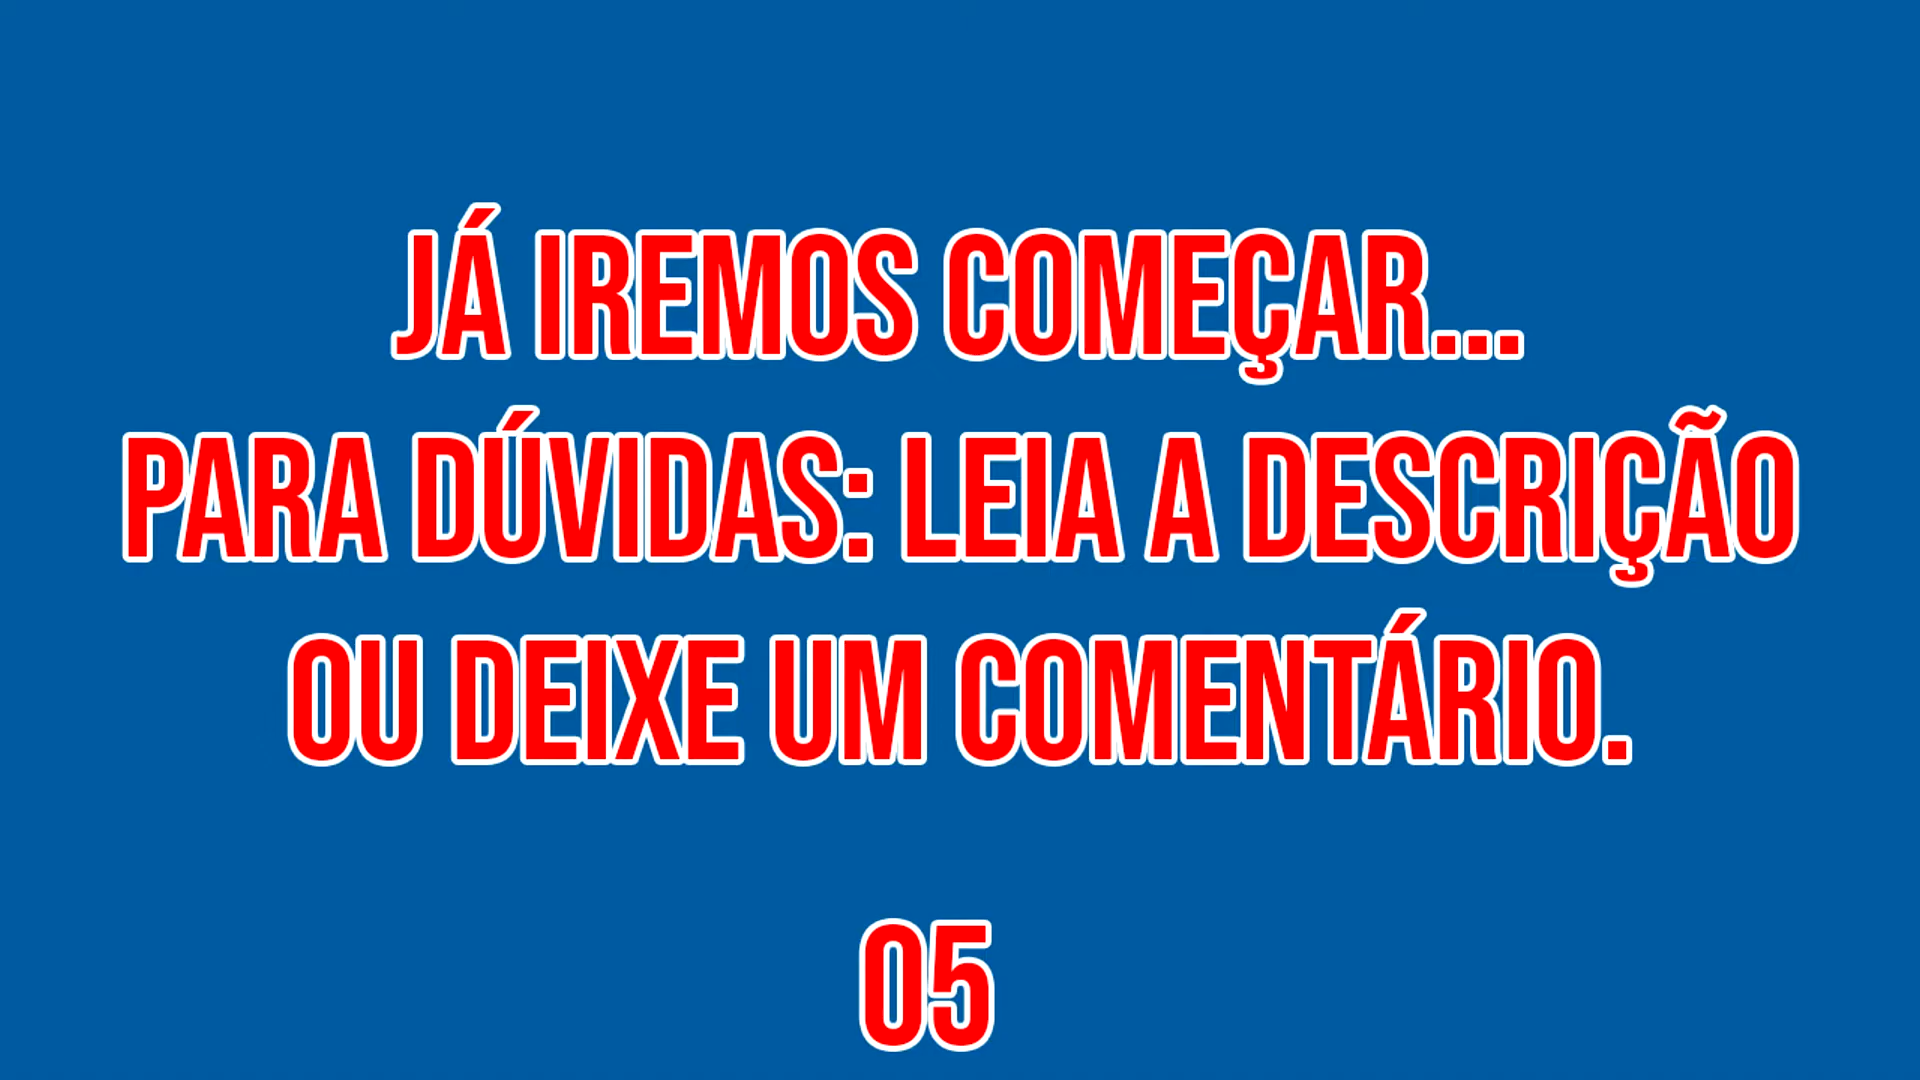 JÁ IREMOS COMEÇAR...
PARA DÚVIDAS: LEIA A DESCRIÇÃO
OU DEIXE UM COMENTÁRIO.
05